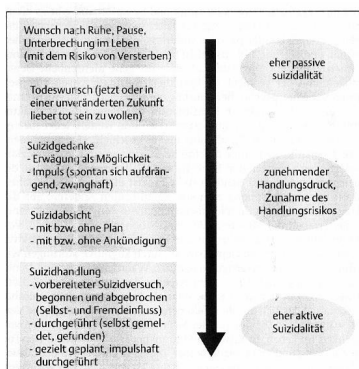 Wunsch nach Ruhe, Pause,
Unterbrechung im Leben
(mit dem Risiko von Versterben)
Todeswunsch (jetzt oder in
einer unveränderten Zukunft
lieber tot sein zu wollen)
Suizidgedanke
- Erwägung als Möglichkeit
- Impuls (spontan sich aufdrän-
gend, zwanghaft)
Suizidabsicht
- mit bzw. ohne Plan
- mit bzw. ohne Ankündigung
Suizidhandlung
- vorbereiteter Suizidversuch,
begonnen und abgebrochen
(Selbst- und Fremdeinfluss)
- durchgeführt (selbst gemel-
det, gefunden)
- gezielt geplant, impulshaft
durchgeführt
eher passive
suizidalität
zunehmender
Handlungsdruck,
Zunahme des
Handlungsrisikos
eher aktive
Suizidalität